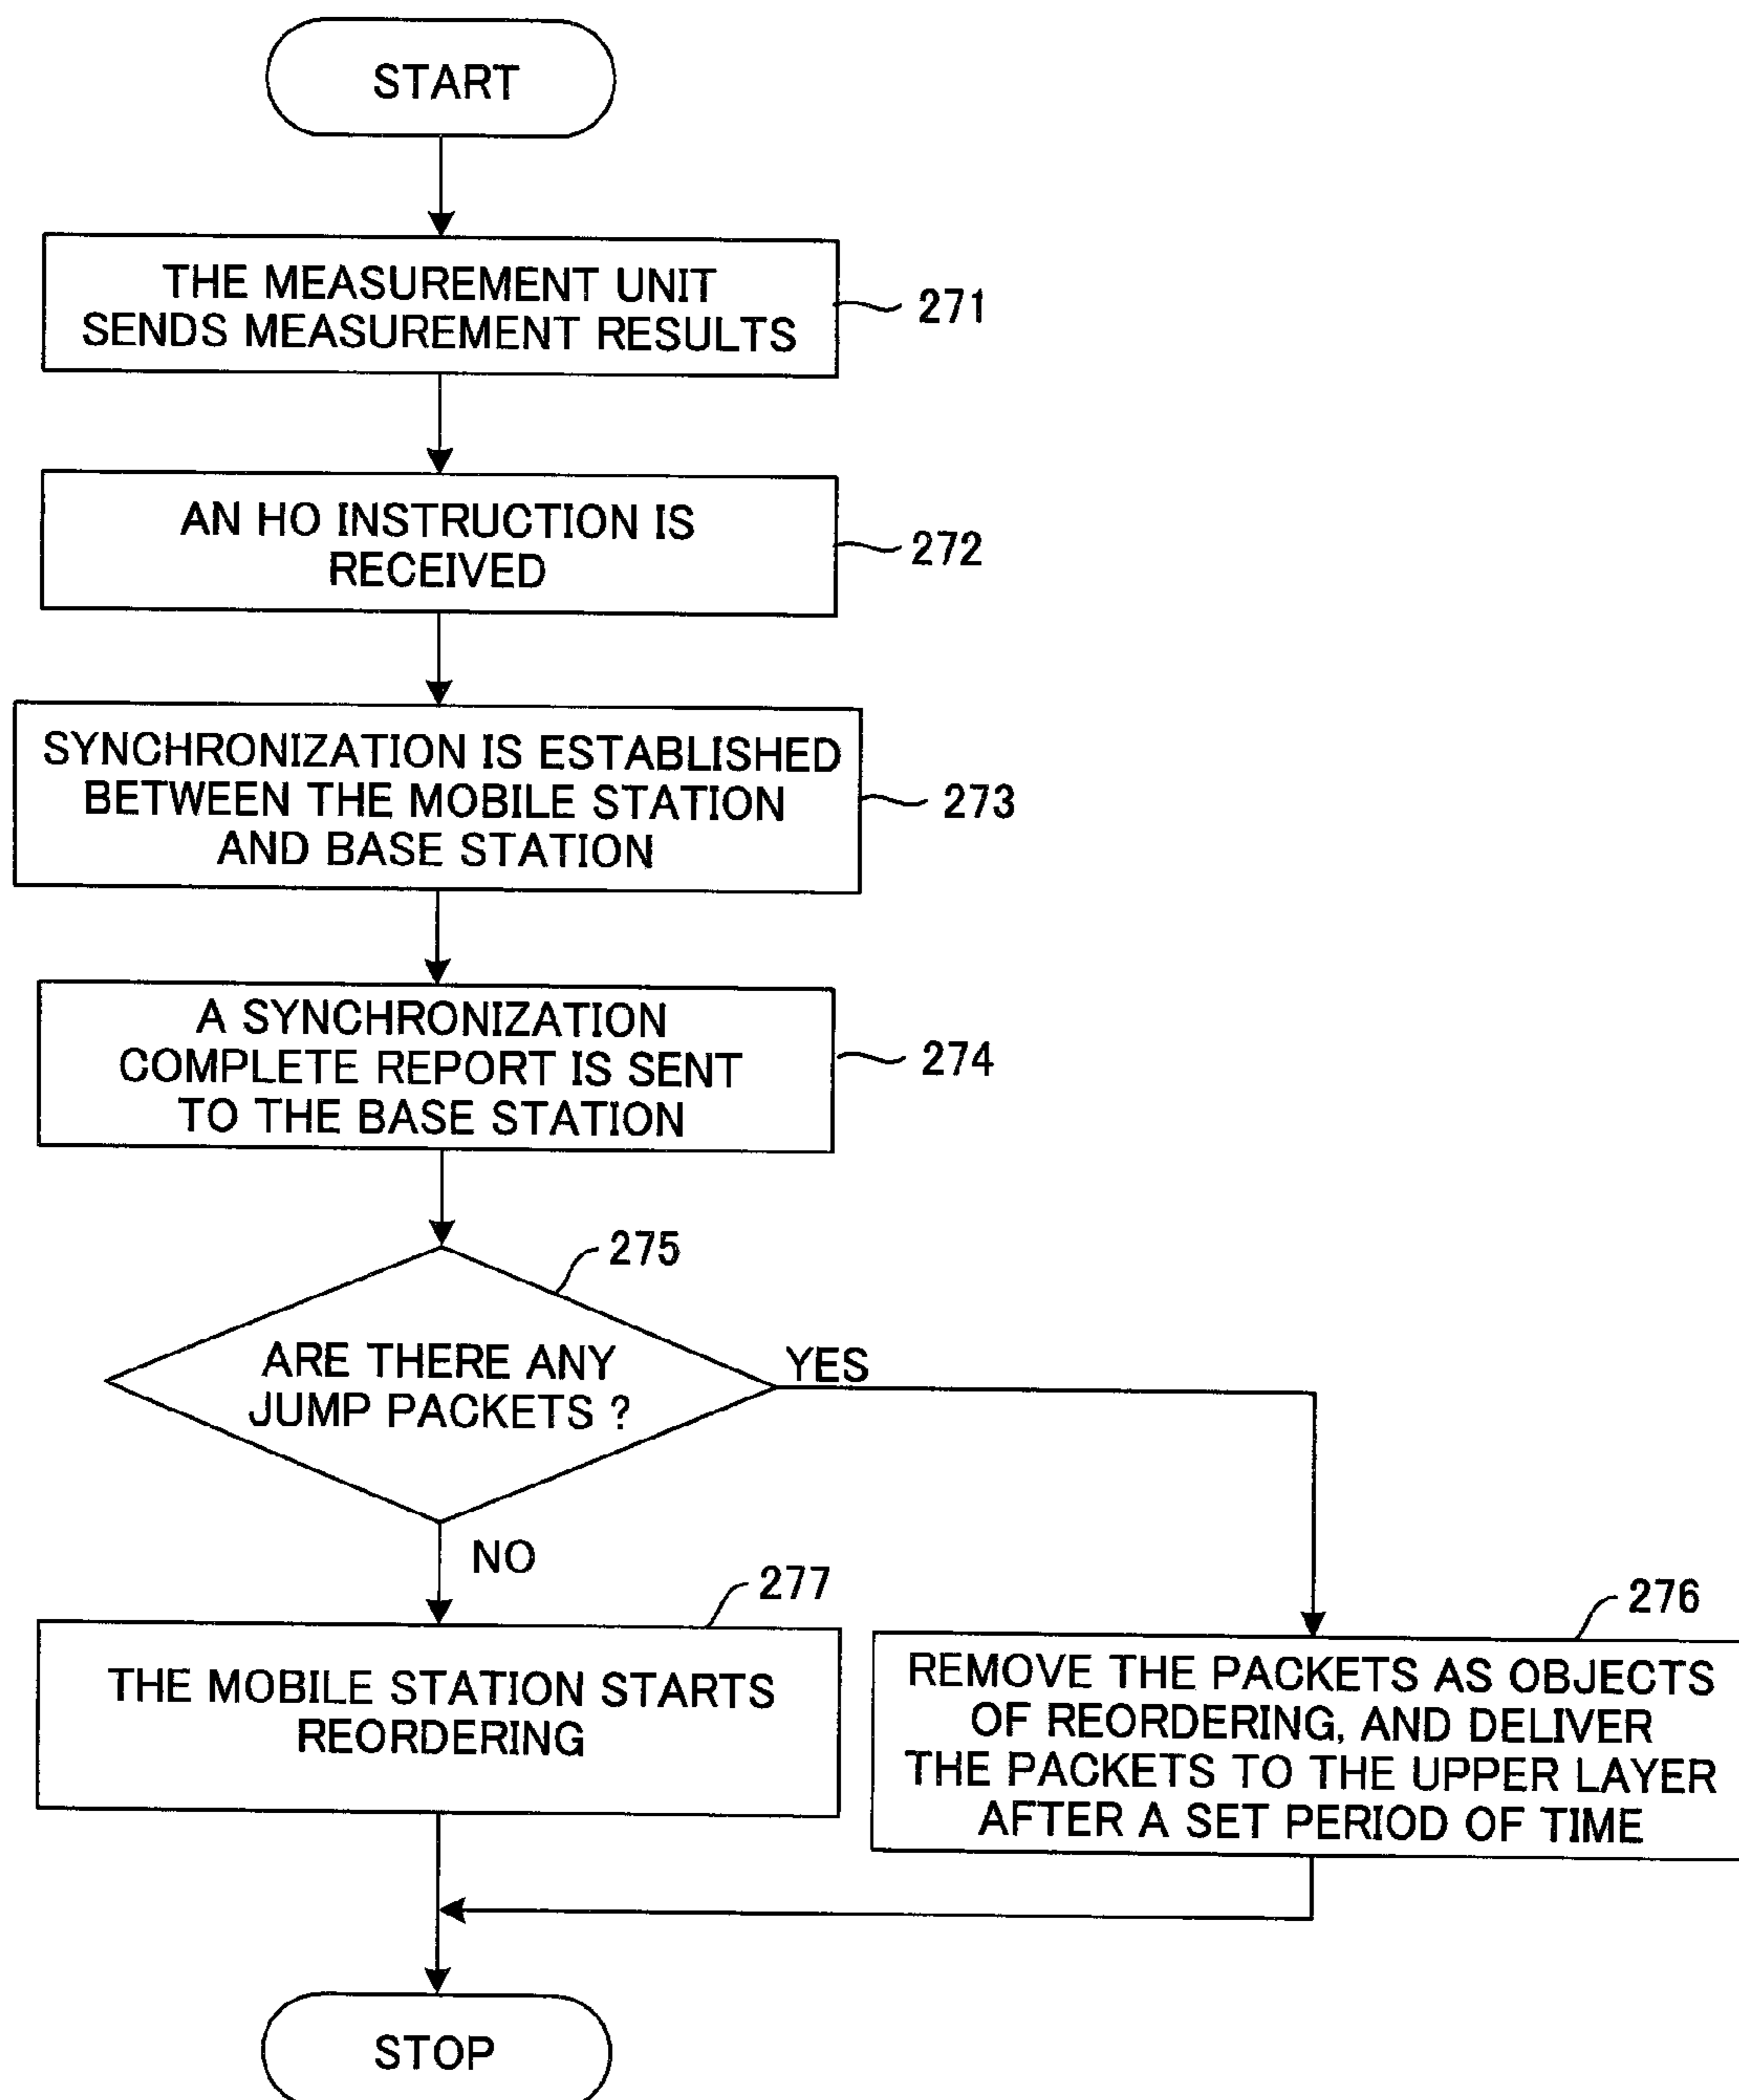 START
THE MEASUREMENT UNIT
SENDS MEASUREMENT RESULTS
271
AN HO INSTRUCTION IS
RECEIVED
272
SYNCHRONIZATION IS ESTABLISHED
BETWEEN THE MOBILE STATION
AND BASE STATION
273
A SYNCHRONIZATION
COMPLETE REPORT IS SENT
TO THE BASE STATION
274
275
ARE THERE ANY
JUMP PACKETS ?
YES
NO
277
THE MOBILE STATION STARTS
REORDERING
276
REMOVE THE PACKETS AS OBJECTS
OF REORDERING, AND DELIVER
THE PACKETS TO THE UPPER LAYER
AFTER A SET PERIOD OF TIME
STOP